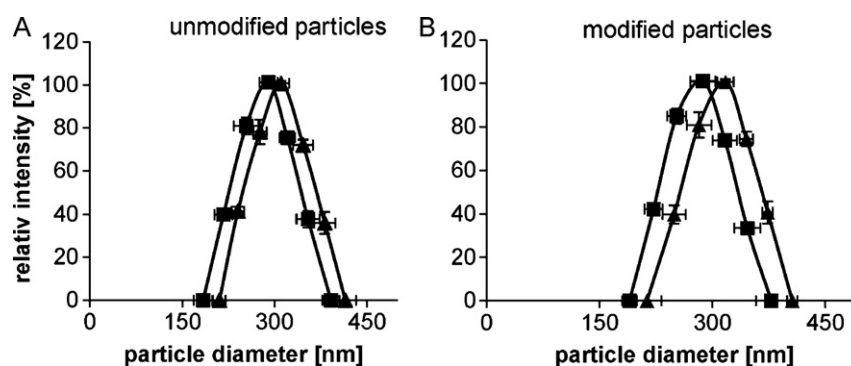 A unmodified particles
120
100
80
60
40
20
0
0 150 300 450
relativ intensity [%]
particle diameter [nm]
B modified particles
120
100
80
60
40
20
0
0 150 300 450
particle diameter [nm]